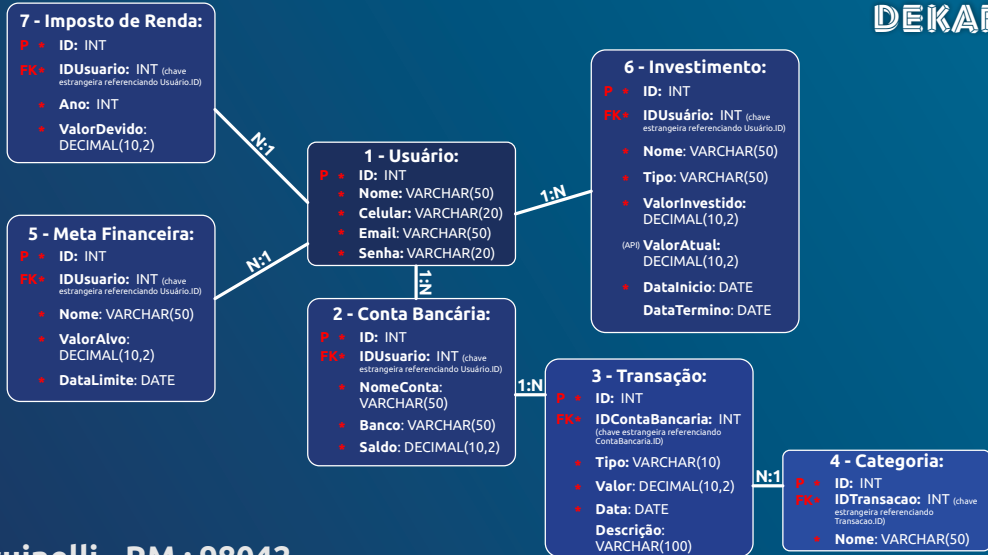 DEKA
7 - Imposto de Renda:
P * ID: INT
FK* IDUsuario: INT (chave
estrangeira referenciando Usuário.ID)
* Ano: INT
* ValorDevido:
DECIMAL(10,2)
N:1
6 - Investimento:
P * ID: INT
FK* IDUsuário: INT (chave
estrangeira referenciando Usuário.ID)
* Nome: VARCHAR(50)
* Tipo: VARCHAR(50)
* ValorInvestido:
DECIMAL(10,2)
(API) ValorAtual:
DECIMAL(10,2)
* DataInicio: DATE
DataTermino: DATE
1 - Usuário:
P * ID: INT
* Nome: VARCHAR(50)
* Celular: VARCHAR(20)
* Email: VARCHAR(50)
* Senha: VARCHAR(20)
1:N
5 - Meta Financeira:
P * ID: INT
FK* IDUsuario: INT (chave
estrangeira referenciando Usuário.ID)
* Nome: VARCHAR(50)
* ValorAlvo:
DECIMAL(10,2)
* DataLimite: DATE
N:1
1:N
2 - Conta Bancária:
P * ID: INT
FK* IDUsuario: INT (chave
estrangeira referenciando Usuário.ID)
* NomeConta:
VARCHAR(50)
* Banco: VARCHAR(50)
* Saldo: DECIMAL(10,2)
1:N
3 - Transação:
P * ID: INT
FK* IDContaBancaria: INT
(chave estrangeira referenciando
ContaBancaria.ID)
* Tipo: VARCHAR(10)
* Valor: DECIMAL(10,2)
* Data: DATE
Descrição:
VARCHAR(100)
N:1
4 - Categoria:
P * ID: INT
FK* IDTransacao: INT (chave
estrangeira referenciando
Transacao.ID)
* Nome: VARCHAR(50)